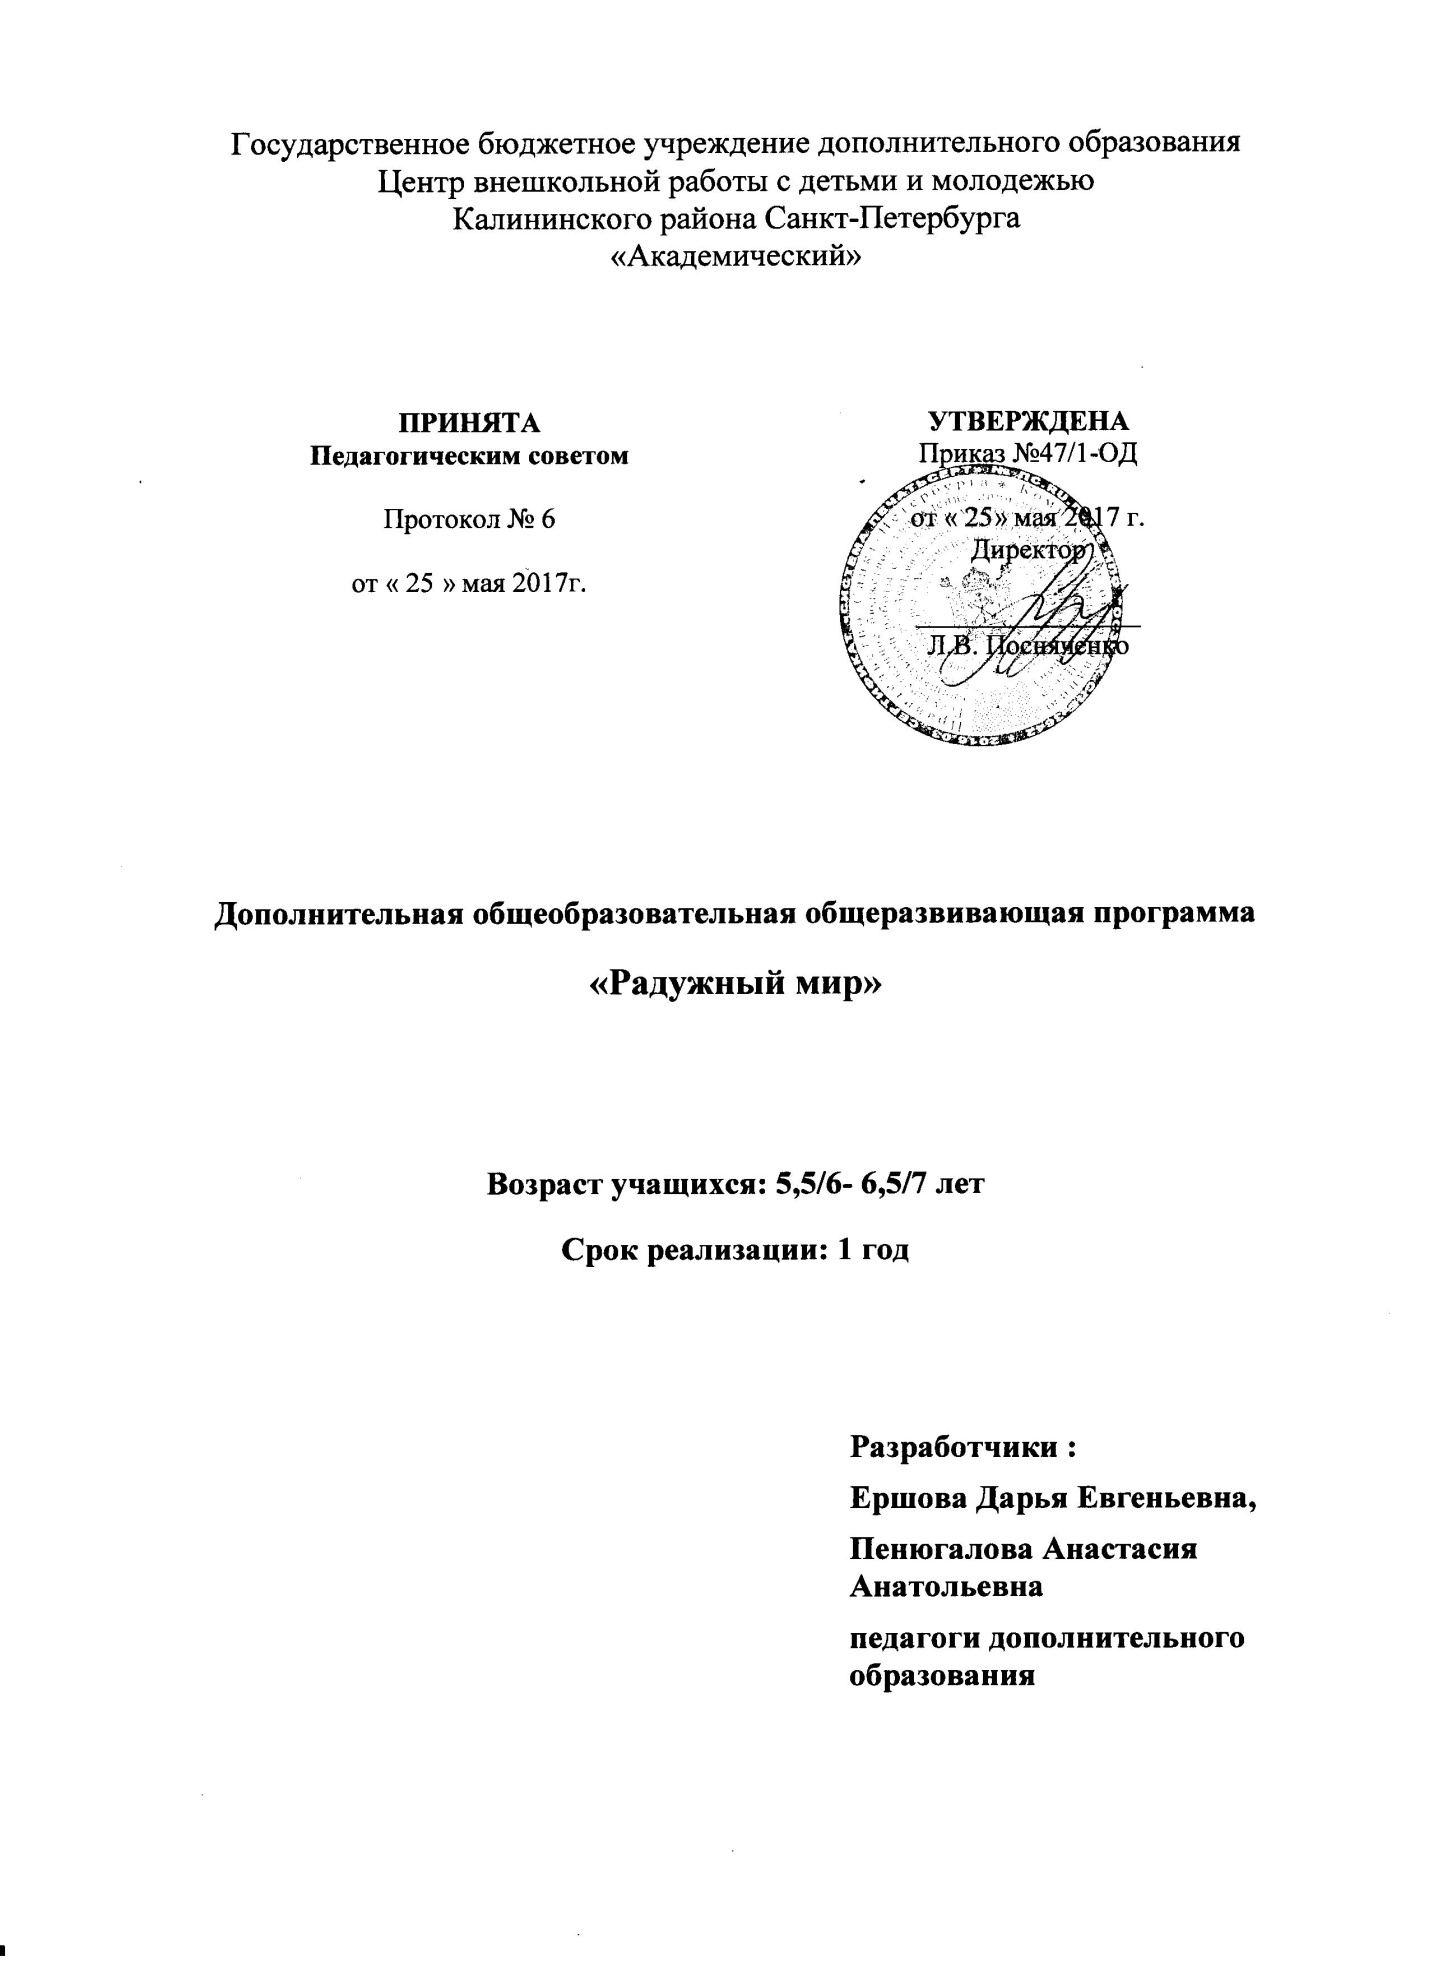 Государственное бюджетное учреждение дополнительного образования
Центр внешкольной работы с детьми и молодежью
Калининского района Санкт-Петербурга
«Академический»
ПРИНЯТА
Педагогическим советом
Протокол № 6
от « 25 » мая 2017г.
УТВЕРЖДЕНА
Приказ №47/1-ОД
от « 25» мая 2017 г.
Директор
Л.В. Посняченко
Дополнительная общеобразовательная общеразвивающая программа
«Радужный мир»
Возраст учащихся: 5,5/6- 6,5/7 лет
Срок реализации: 1 год
Разработчики :
Ершова Дарья Евгеньевна,
Пенюгалова Анастасия
Анатольевна
педагоги дополнительного
образования